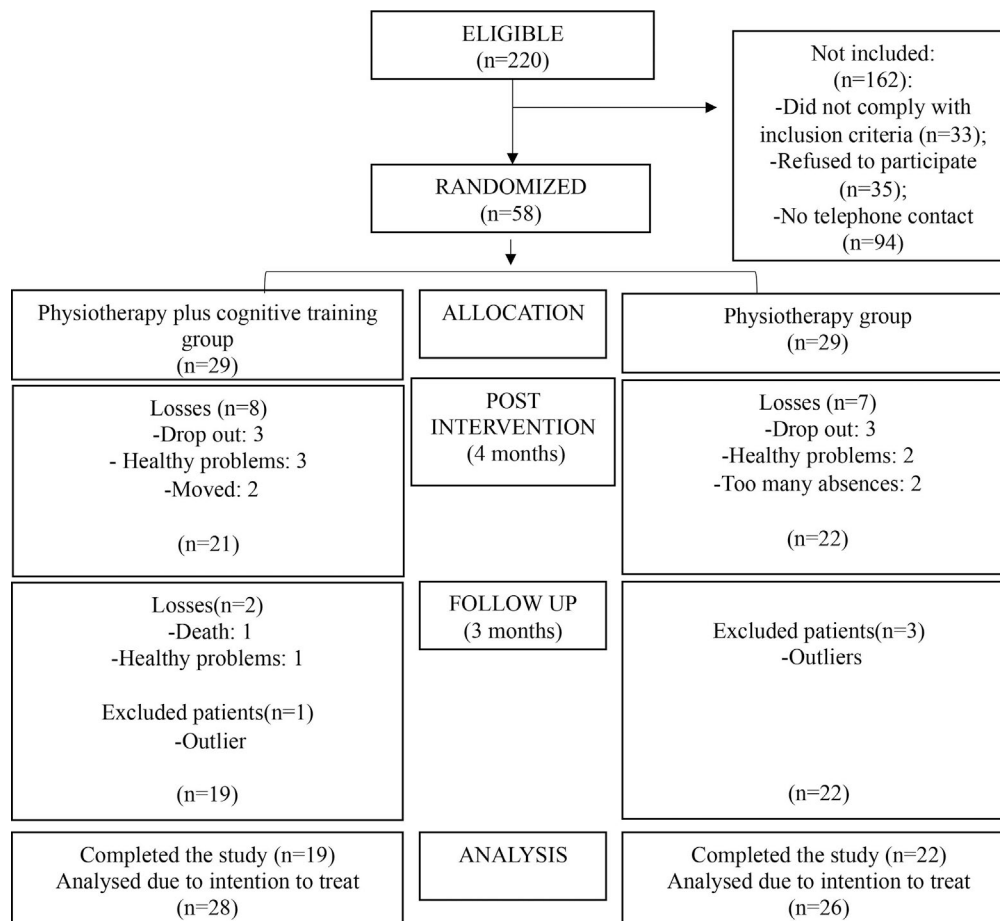 ELIGIBLE
(n=220)
Not included:
(n=162):
-Did not comply with
inclusion criteria (n=33);
-Refused to participate
(n=35);
-No telephone contact
(n=94)
RANDOMIZED
(n=58)
Physiotherapy plus cognitive training
group
(n=29)
ALLOCATION
Physiotherapy group
(n=29)
Losses (n=8)
-Drop out: 3
- Healthy problems: 3
-Moved: 2
(n=21)
POST
INTERVENTION
(4 months)
Losses (n=7)
-Drop out: 3
-Healthy problems: 2
-Too many absences: 2
(n=22)
Losses(n=2)
-Death: 1
-Healthy problems: 1
Excluded patients(n=1)
-Outlier
(n=19)
FOLLOW UP
(3 months)
Excluded patients(n=3)
-Outliers
(n=22)
Completed the study (n=19)
Analysed due to intention to treat
(n=28)
ANALYSIS
Completed the study (n=22)
Analysed due to intention to treat
(n=26)